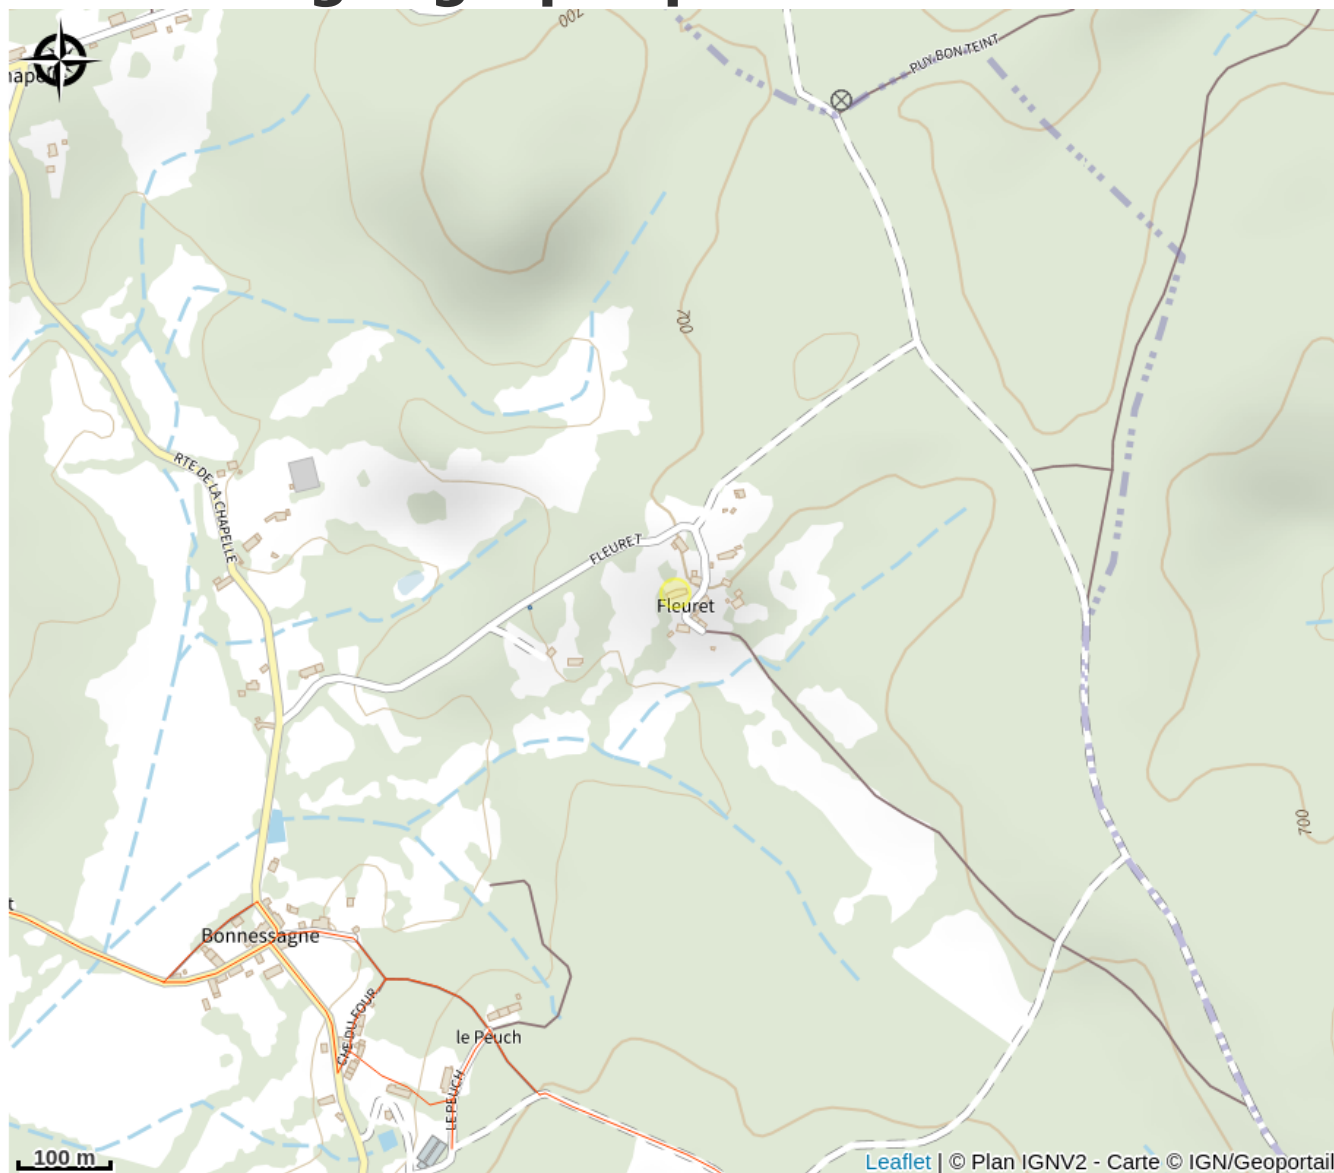 700
PUY BON TEINT
700
RTE DE LA CHAPELLE
FLEURET
Fleuret
700
t
Bonnessagne
CHE DU FOUR
le Peuch
LE PEUCH
100 m
Leaflet | © Plan IGNV2 - Carte © IGN/Geoportail